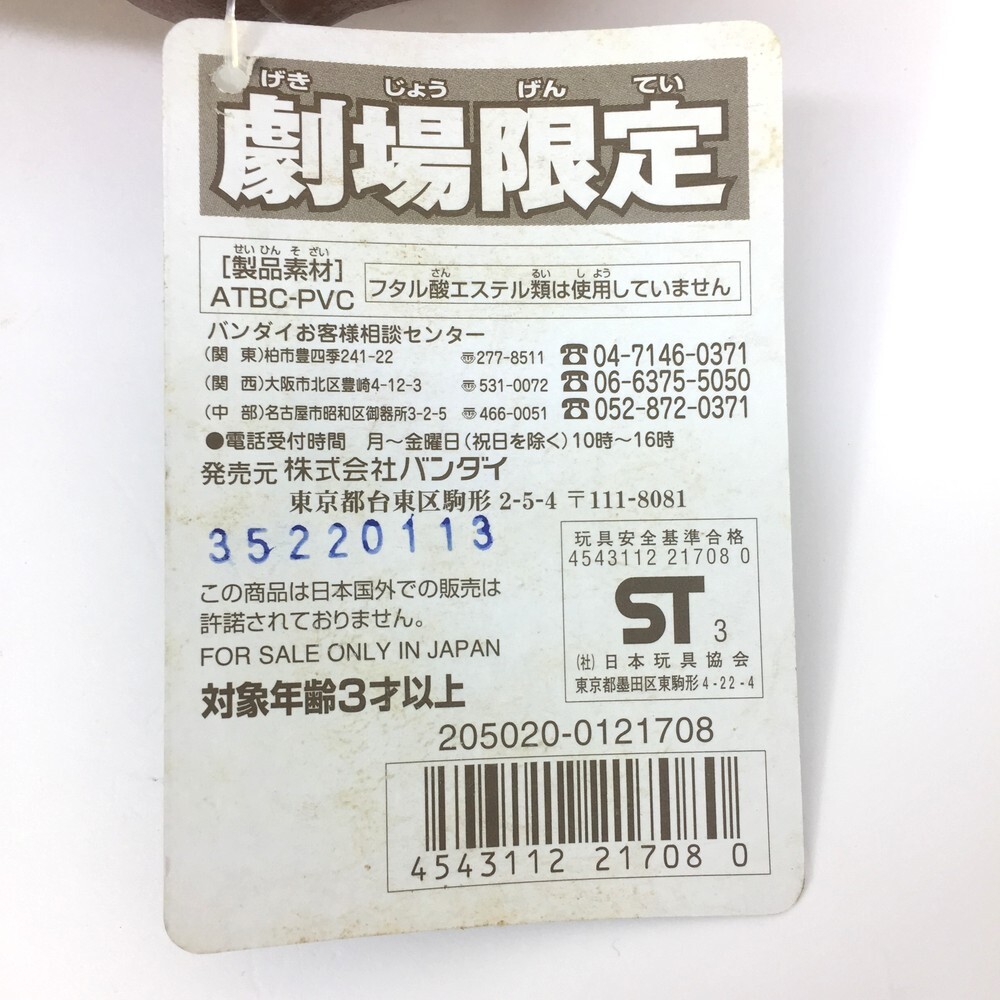 げき じょう げん てい
劇場限定
せい ひん そ ざい
[製品素材]
ATBC-PVC
さん るい し よう
フタル酸エステル類は使用していません
バンダイお客様相談センター
(関 東)柏市豊四季241-22 〠277-8511 ☎04-7146-0371
(関 西)大阪市北区豊崎4-12-3 〠531-0072 ☎06-6375-5050
(中 部)名古屋市昭和区御器所3-2-5 〠466-0051 ☎052-872-0371
●電話受付時間 月～金曜日(祝日を除く)10時～16時
発売元 株式会社バンダイ
東京都台東区駒形 2-5-4 〒111-8081
35220113
この商品は日本国外での販売は
許諾されておりません。
FOR SALE ONLY IN JAPAN
対象年齢3才以上
玩具安全基準合格
4543112 21708 0
ST 3
(社)日本玩具協会
東京都墨田区東駒形4-22-4
205020-0121708
4543112 21708 0